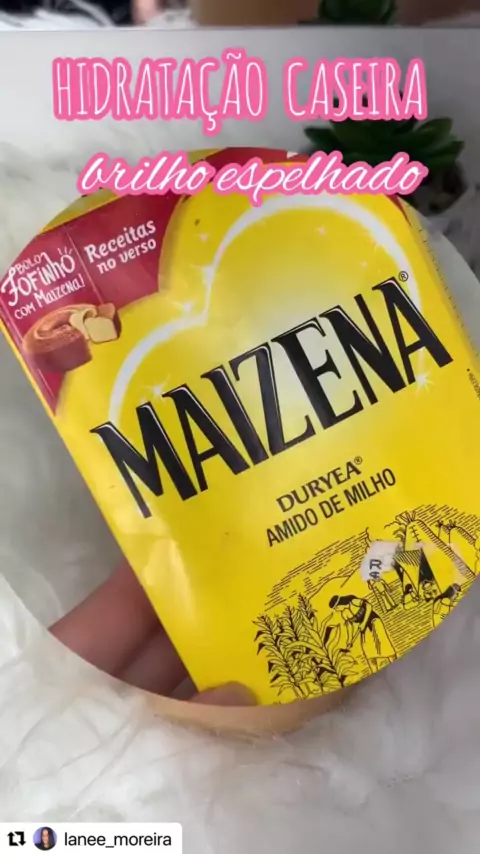 HIDRATAÇÃO CASEIRA
brilho espelhado
BOLO
FOFINHO
COM MAIZENA!
Receitas
no verso
MAIZENA®
DURYEA®
AMIDO DE MILHO
R$
lanee_moreira